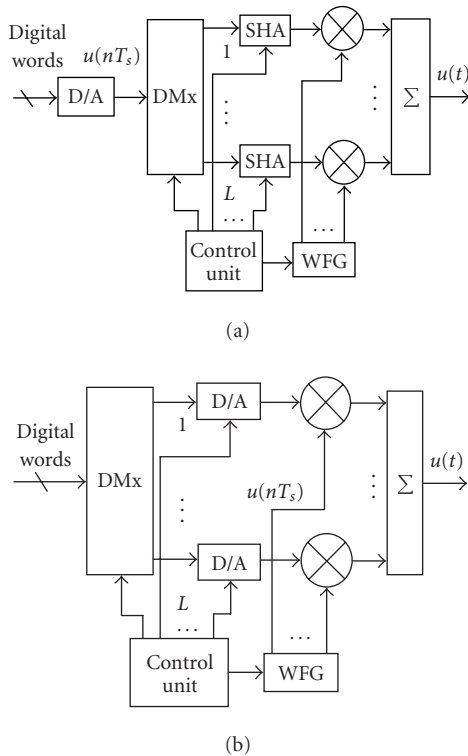 Digital
words
u(nT_s)
D/A
DMx
1
SHA
⋮
⋮
Σ
u(t)
SHA
L
...
...
Control
unit
WFG
(a)
Digital
words
DMx
1
D/A
u(nT_s)
⋮
⋮
Σ
u(t)
D/A
L
...
...
Control
unit
WFG
(b)